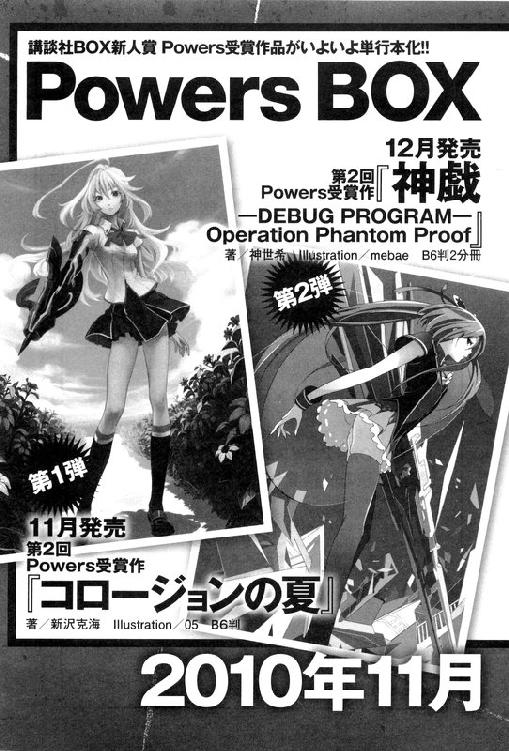 講談社BOX新人賞 Powers受賞作品がいよいよ単行本化!!
Powers BOX
12月発売
第2回
Powers受賞作『神戯
―DEBUG PROGRAM―
Operation Phantom Proof』
著／神世希　Illustration／mebae　B6判2分冊
第2弾
第1弾
11月発売
第2回
Powers受賞作
『コロージョンの夏』
著／新沢克海　Illustration／05　B6判
2010年11月